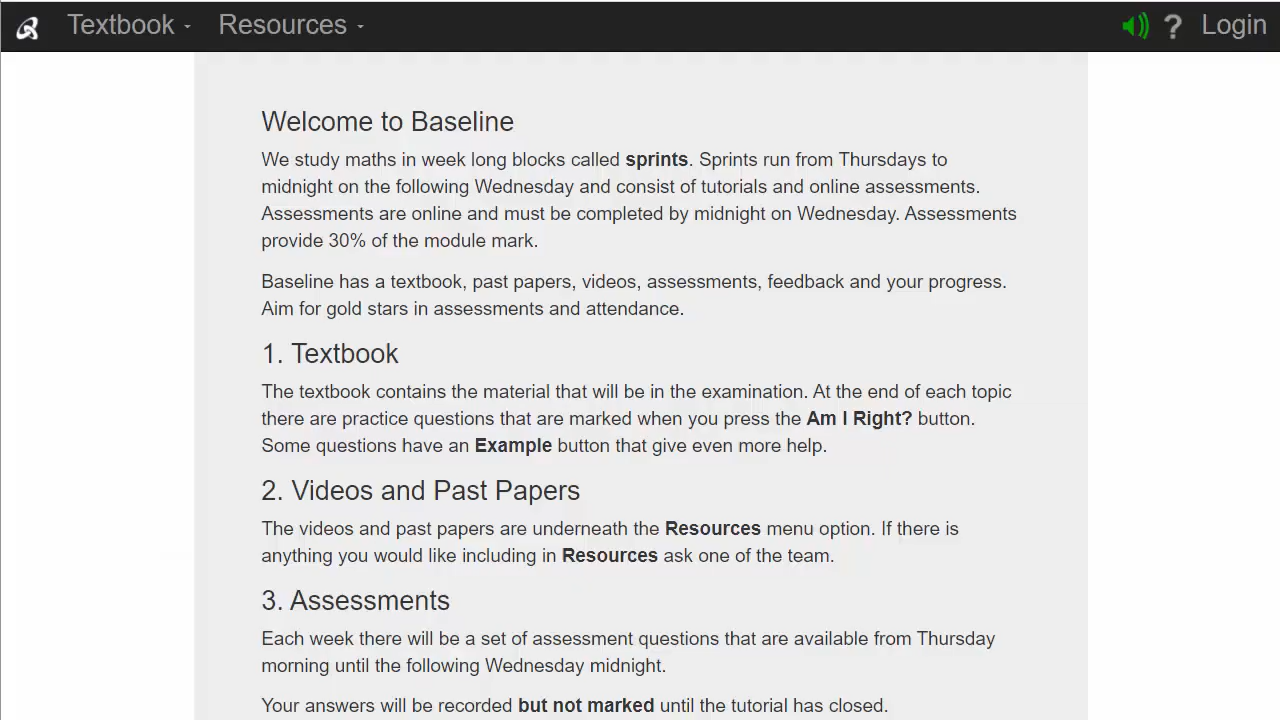 Textbook Resources ? Login
Welcome to Baseline
We study maths in week long blocks called sprints. Sprints run from Thursdays to
midnight on the following Wednesday and consist of tutorials and online assessments.
Assessments are online and must be completed by midnight on Wednesday. Assessments
provide 30% of the module mark.
Baseline has a textbook, past papers, videos, assessments, feedback and your progress.
Aim for gold stars in assessments and attendance.
1. Textbook
The textbook contains the material that will be in the examination. At the end of each topic
there are practice questions that are marked when you press the Am I Right? button.
Some questions have an Example button that give even more help.
2. Videos and Past Papers
The videos and past papers are underneath the Resources menu option. If there is
anything you would like including in Resources ask one of the team.
3. Assessments
Each week there will be a set of assessment questions that are available from Thursday
morning until the following Wednesday midnight.
Your answers will be recorded but not marked until the tutorial has closed.